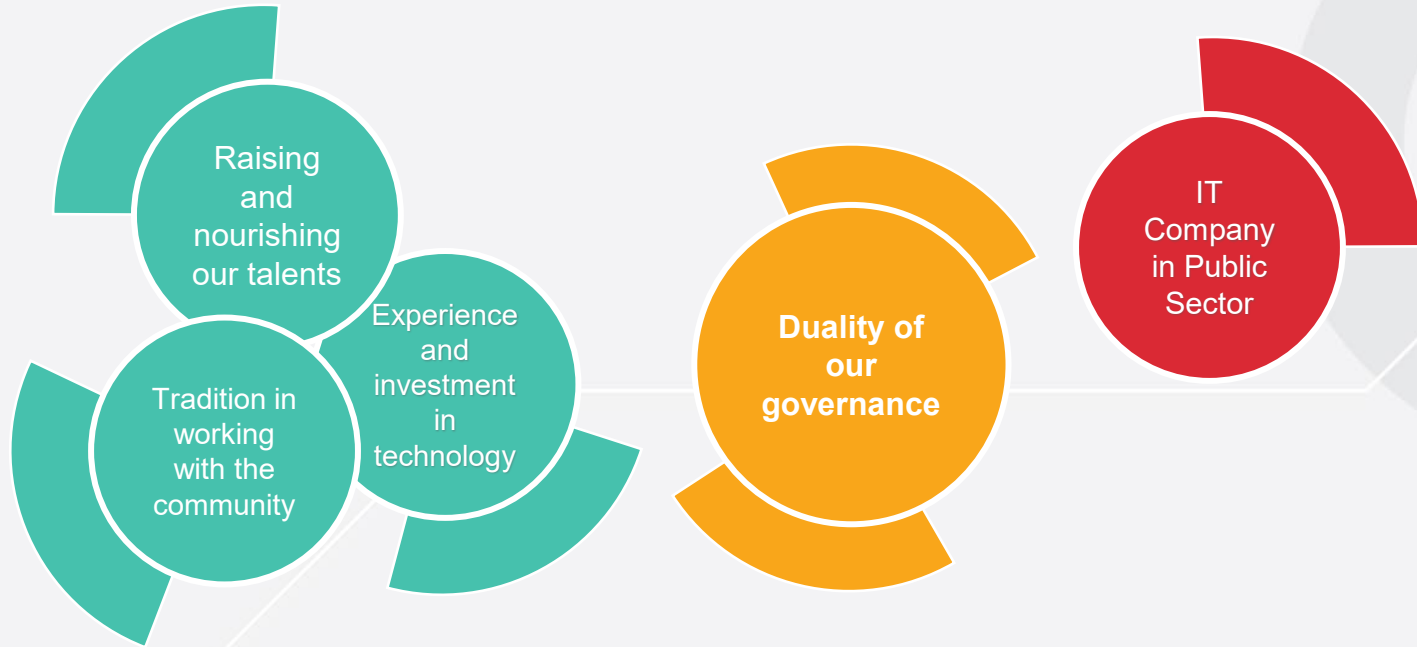 Raising
and
nourishing
our talents
Experience
and
investment
in
technology
Tradition in
working
with the
community
Duality of
our
governance
IT
Company
in Public
Sector